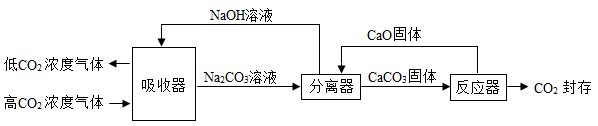 NaOH溶液
CaO固体
低CO₂浓度气体
吸收器
Na₂CO₃溶液
分离器
CaCO₃固体
反应器
CO₂ 封存
高CO₂浓度气体